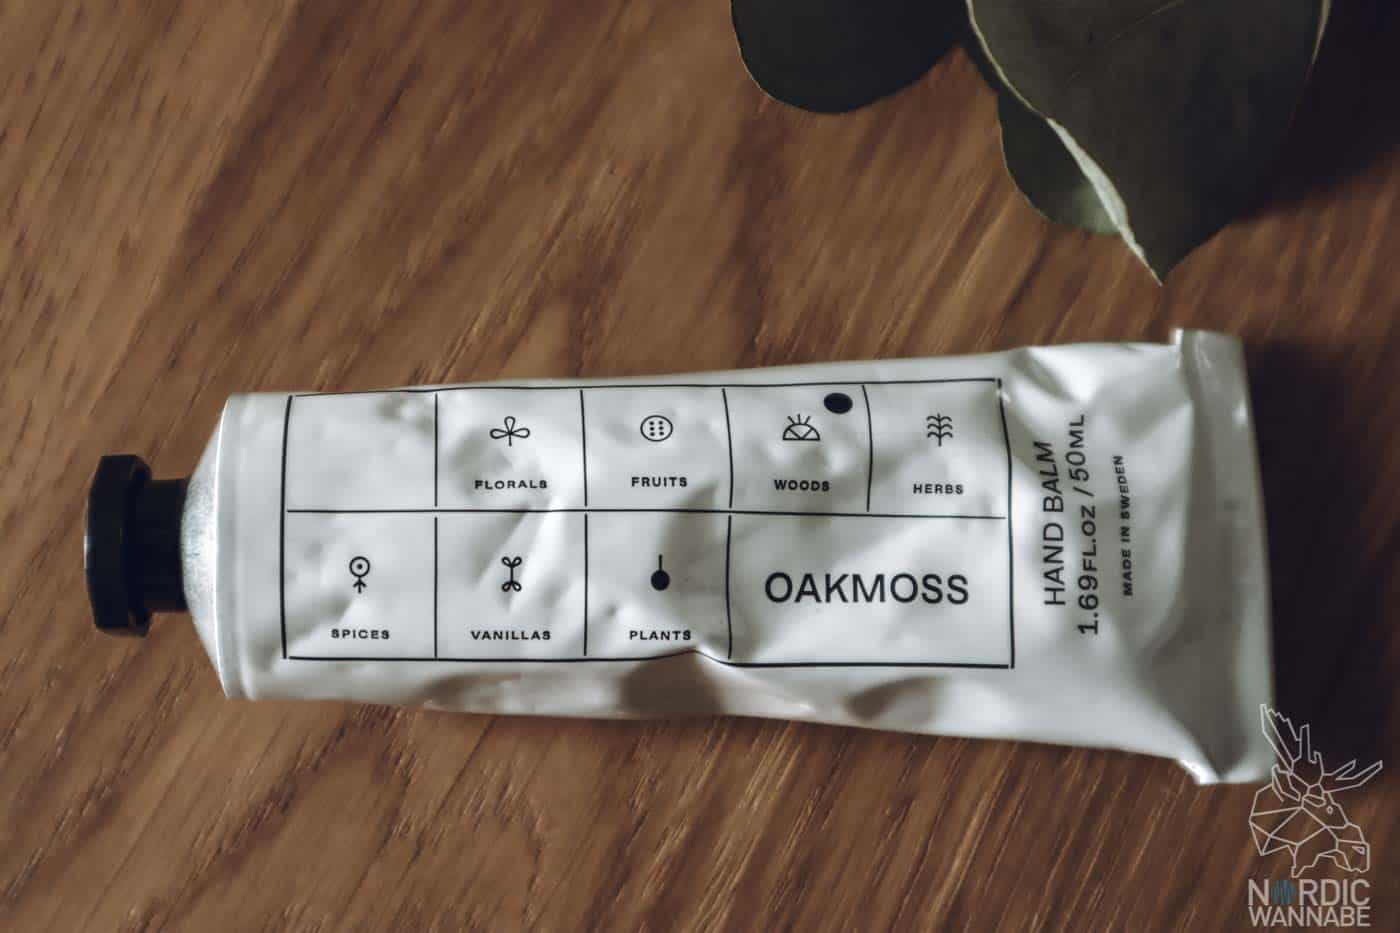 FLORALS
FRUITS
WOODS
HERBS
SPICES
VANILLAS
PLANTS
OAKMOSS
HAND BALM
1.69FL.OZ / 50ML
MADE IN SWEDEN
NORDIC
WANNABE